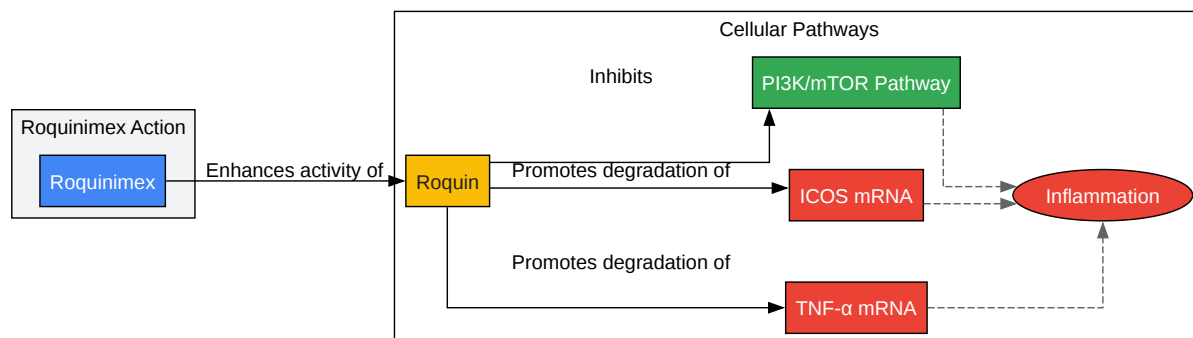 Cellular Pathways
Inhibits
PI3K/mTOR Pathway
Roquinimex Action
Roquinimex
Enhances activity of
Roquin
Promotes degradation of
ICOS mRNA
Inflammation
Promotes degradation of
TNF-α mRNA